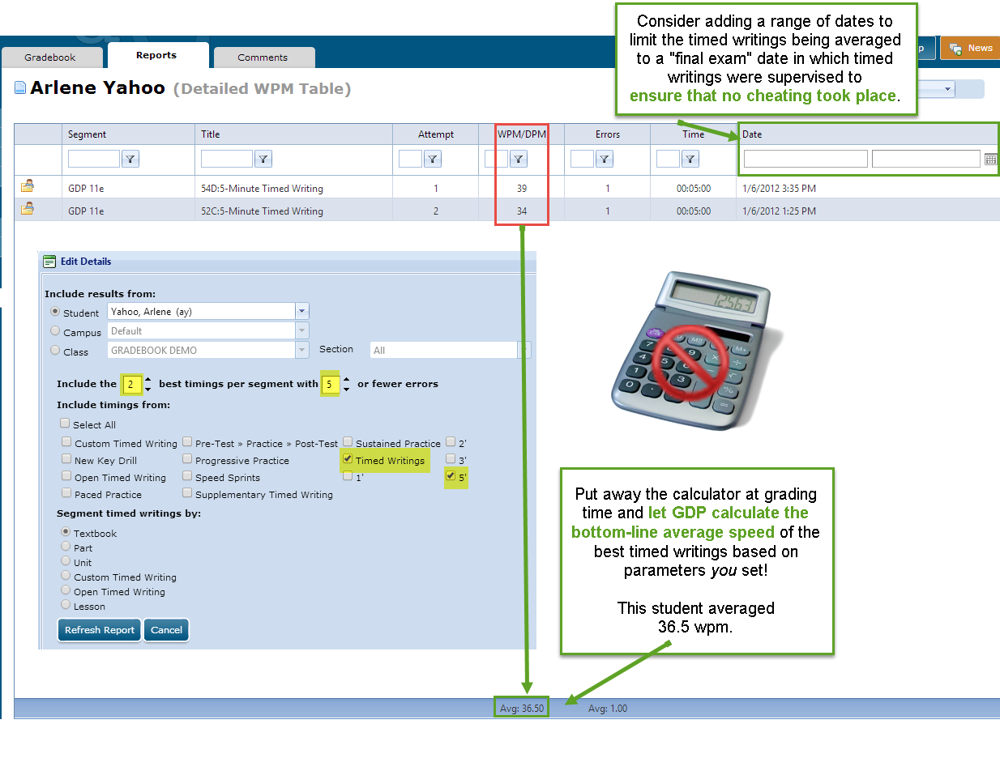 Consider adding a range of dates to
limit the timed writings being averaged
to a "final exam" date in which timed
writings were supervised to
ensure that no cheating took place.
Gradebook
Reports
Comments
p
News
Arlene Yahoo (Detailed WPM Table)
Segment Title Attempt WPM/DPM Errors Time Date
GDP 11e 54D:5-Minute Timed Writing 1 39 1 00:05:00 1/6/2012 3:35 PM
GDP 11e 52C:5-Minute Timed Writing 2 34 1 00:05:00 1/6/2012 1:25 PM
Edit Details
Include results from:
Student Yahoo, Arlene (ay)
Campus Default
Class GRADEBOOK DEMO Section All
Include the 2 best timings per segment with 5 or fewer errors
Include timings from:
Select All
Custom Timed Writing Pre-Test » Practice » Post-Test Sustained Practice 2'
New Key Drill Progressive Practice Timed Writings 3'
Open Timed Writing Speed Sprints 1' 5'
Paced Practice Supplementary Timed Writing
Segment timed writings by:
Textbook
Part
Unit
Custom Timed Writing
Open Timed Writing
Lesson
Refresh Report Cancel
12563
7 9
4 5
1 2 3
0 .
M+
%
Put away the calculator at grading
time and let GDP calculate the
bottom-line average speed of the
best timed writings based on
parameters you set!
This student averaged
36.5 wpm.
Avg: 36.50 Avg: 1.00